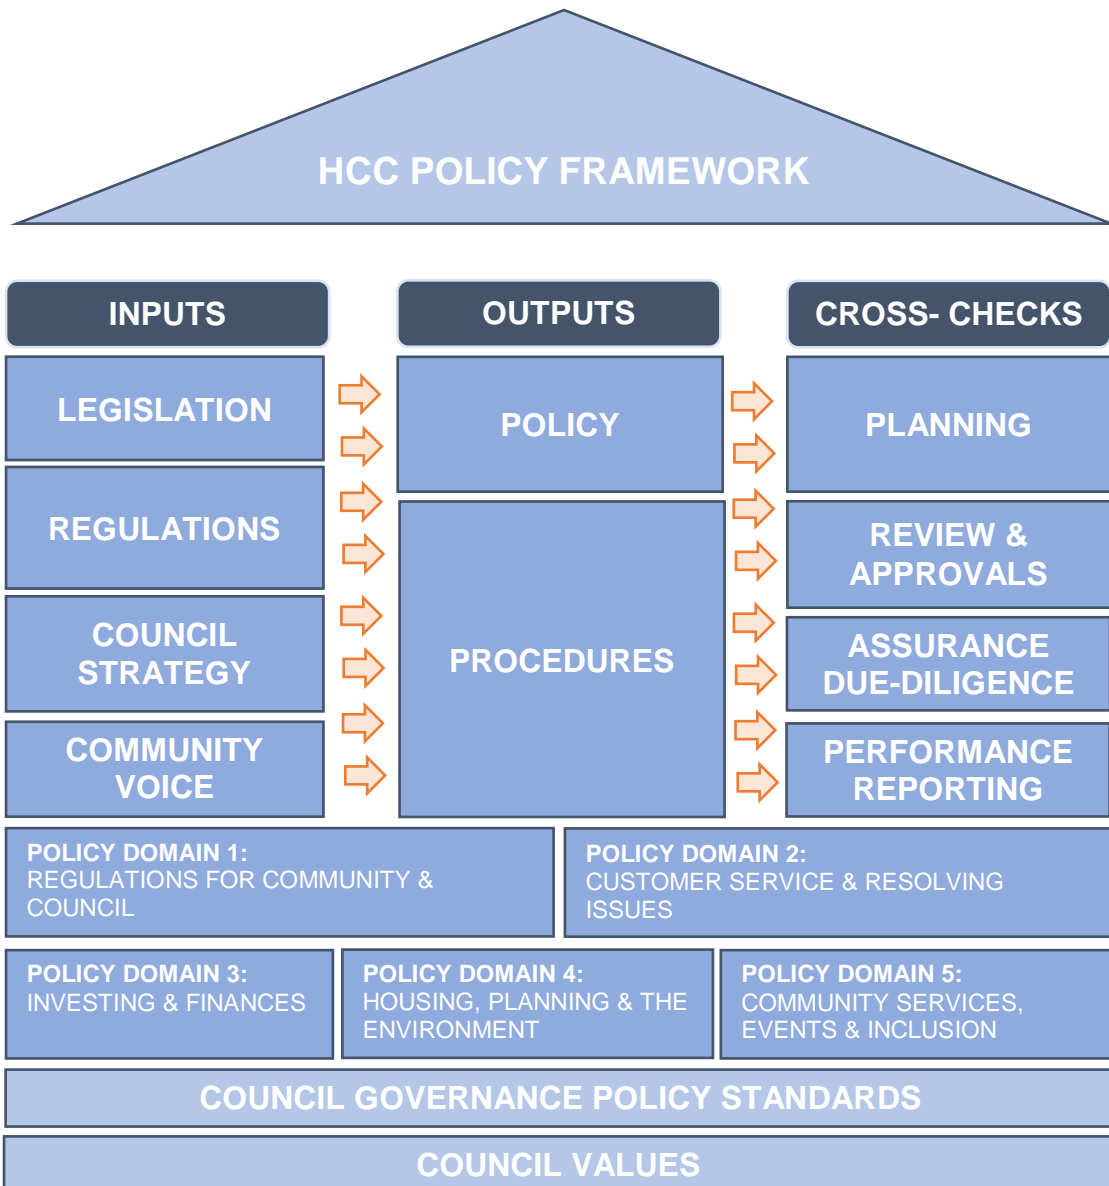 HCC POLICY FRAMEWORK
INPUTS
OUTPUTS
CROSS- CHECKS
LEGISLATION
REGULATIONS
COUNCIL
STRATEGY
COMMUNITY
VOICE
POLICY
PROCEDURES
PLANNING
REVIEW &
APPROVALS
ASSURANCE
DUE-DILIGENCE
PERFORMANCE
REPORTING
POLICY DOMAIN 1:
REGULATIONS FOR COMMUNITY &
COUNCIL
POLICY DOMAIN 2:
CUSTOMER SERVICE & RESOLVING
ISSUES
POLICY DOMAIN 3:
INVESTING & FINANCES
POLICY DOMAIN 4:
HOUSING, PLANNING & THE
ENVIRONMENT
POLICY DOMAIN 5:
COMMUNITY SERVICES,
EVENTS & INCLUSION
COUNCIL GOVERNANCE POLICY STANDARDS
COUNCIL VALUES